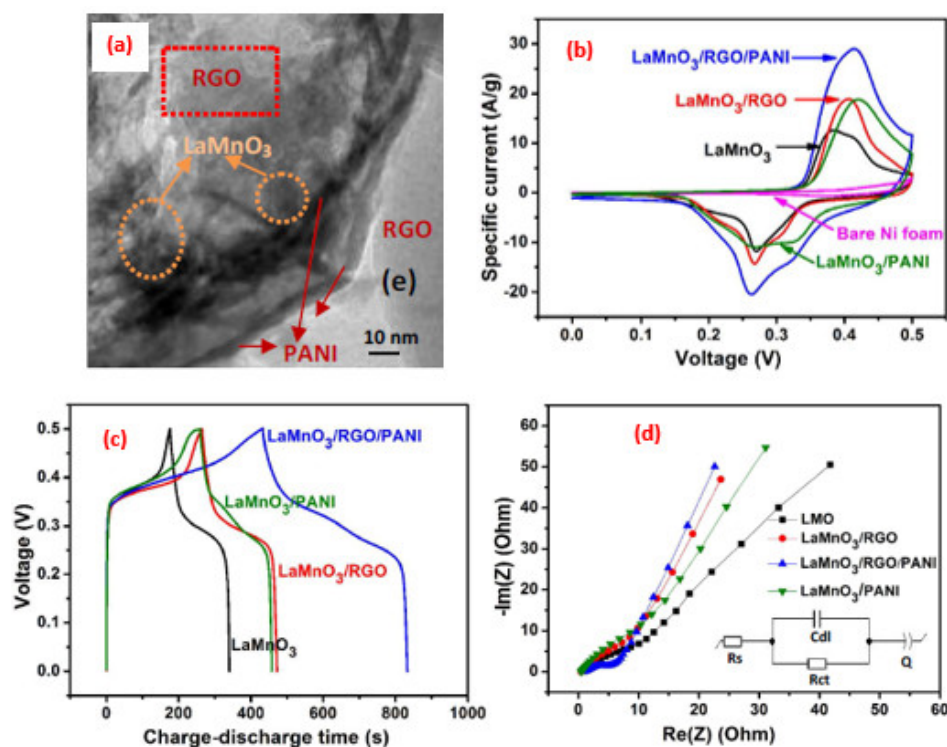 (a)
RGO
LaMnO₃
RGO
(e)
PANI
10 nm
(b)
30
20
10
0
-10
-20
Specific current (A/g)
LaMnO₃/RGO/PANI
LaMnO₃/RGO
LaMnO₃
Bare Ni foam
LaMnO₃/PANI
0.0 0.1 0.2 0.3 0.4 0.5
Voltage (V)
(c)
0.5
0.4
0.3
0.2
0.1
0.0
Voltage (V)
LaMnO₃/RGO/PANI
LaMnO₃/PANI
LaMnO₃/RGO
LaMnO₃
0 200 400 600 800 1000
Charge-discharge time (s)
(d)
60
50
40
30
20
10
0
-Im(Z) (Ohm)
LMO
LaMnO₃/RGO
LaMnO₃/RGO/PANI
LaMnO₃/PANI
Cdl
Rs
Q
Rct
0 10 20 30 40 50 60
Re(Z) (Ohm)